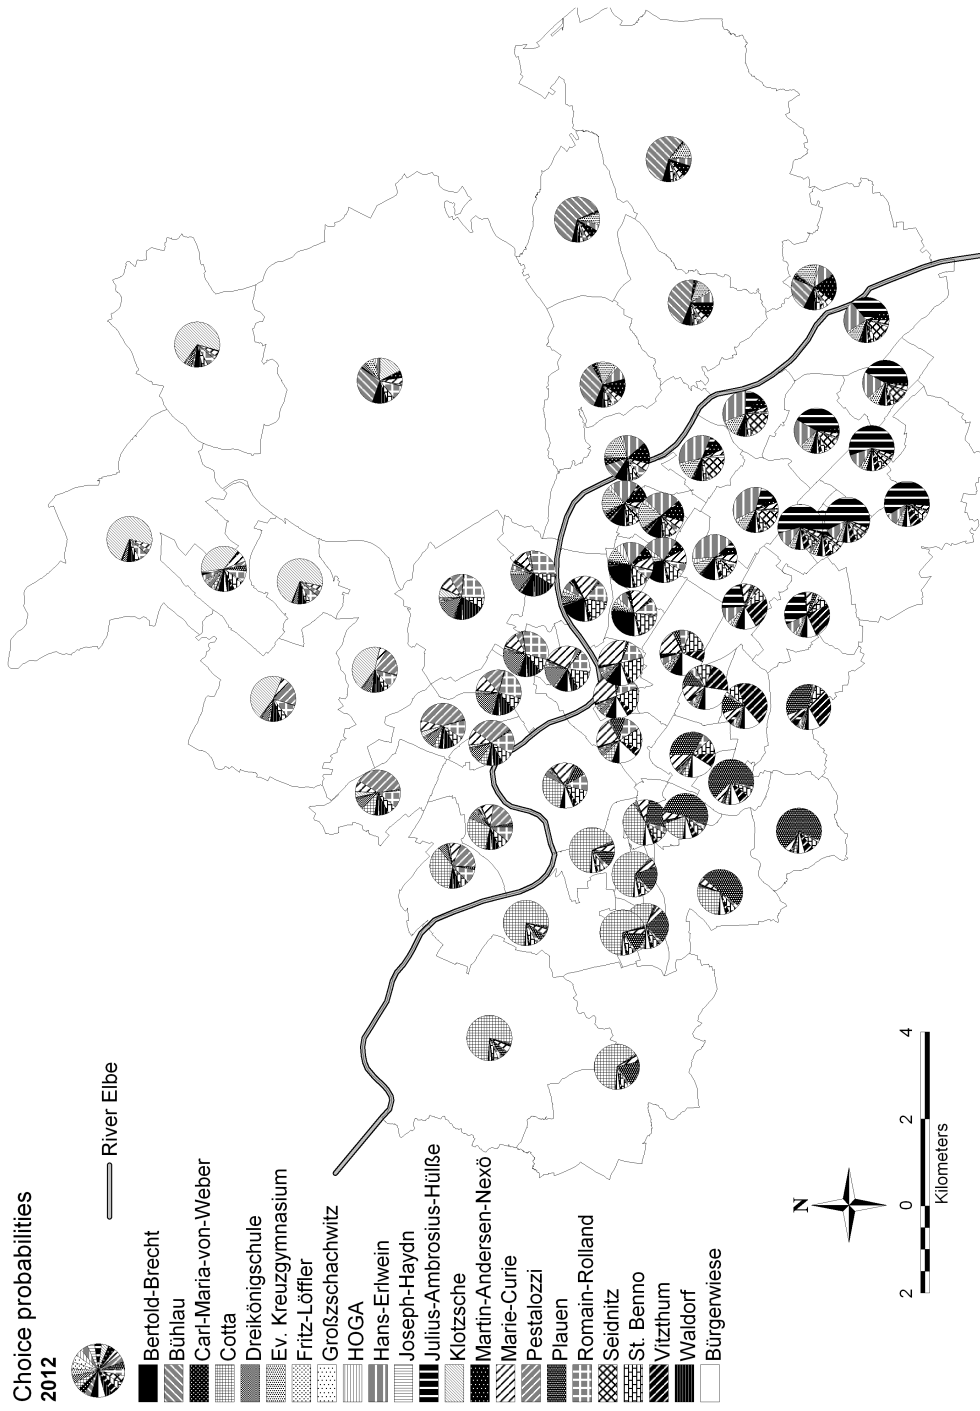 Choice probabilities
2012
River Elbe
Bertold-Brecht
Bühlau
Carl-Maria-von-Weber
Cotta
Dreikönigschule
Ev. Kreuzgymnasium
Fritz-Löffler
Großzschachwitz
HOGA
Hans-Erlwein
Joseph-Haydn
Julius-Ambrosius-Hülße
Klotzsche
Martin-Andersen-Nexö
Marie-Curie
Pestalozzi
Plauen
Romain-Rolland
Seidnitz
St. Benno
Vitzthum
Waldorf
Bürgerwiese
N
2 0 2 4
Kilometers